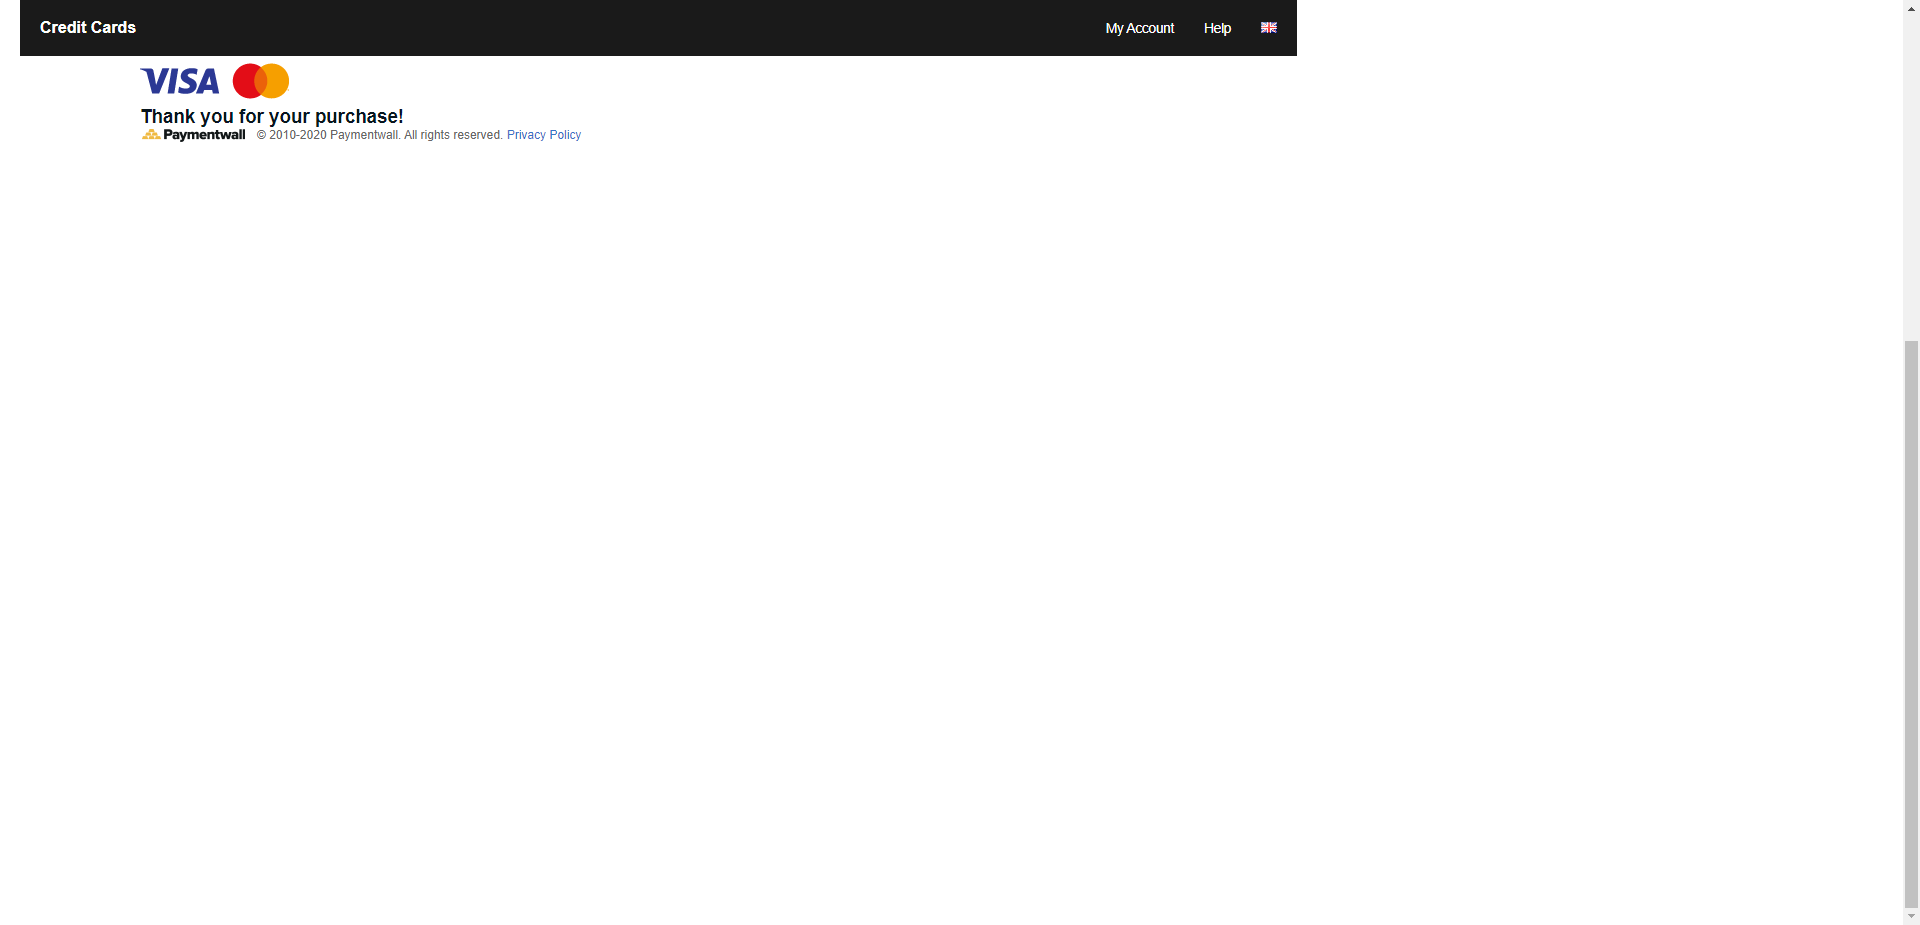 Credit Cards My Account Help
VISA
Thank you for your purchase!
Paymentwall © 2010-2020 Paymentwall. All rights reserved. Privacy Policy